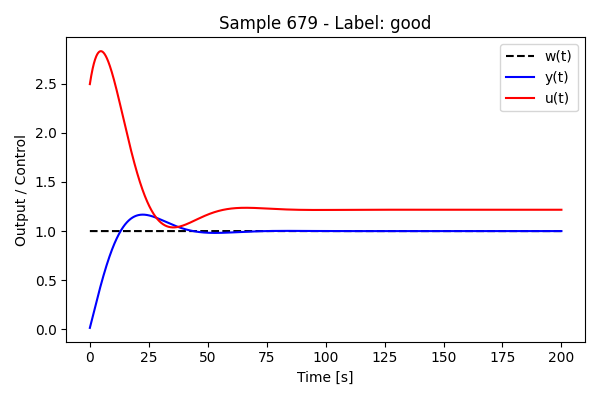 Sample 679 - Label: good
w(t)
y(t)
u(t)
Output / Control
2.5
2.0
1.5
1.0
0.5
0.0
0 25 50 75 100 125 150 175 200
Time [s]